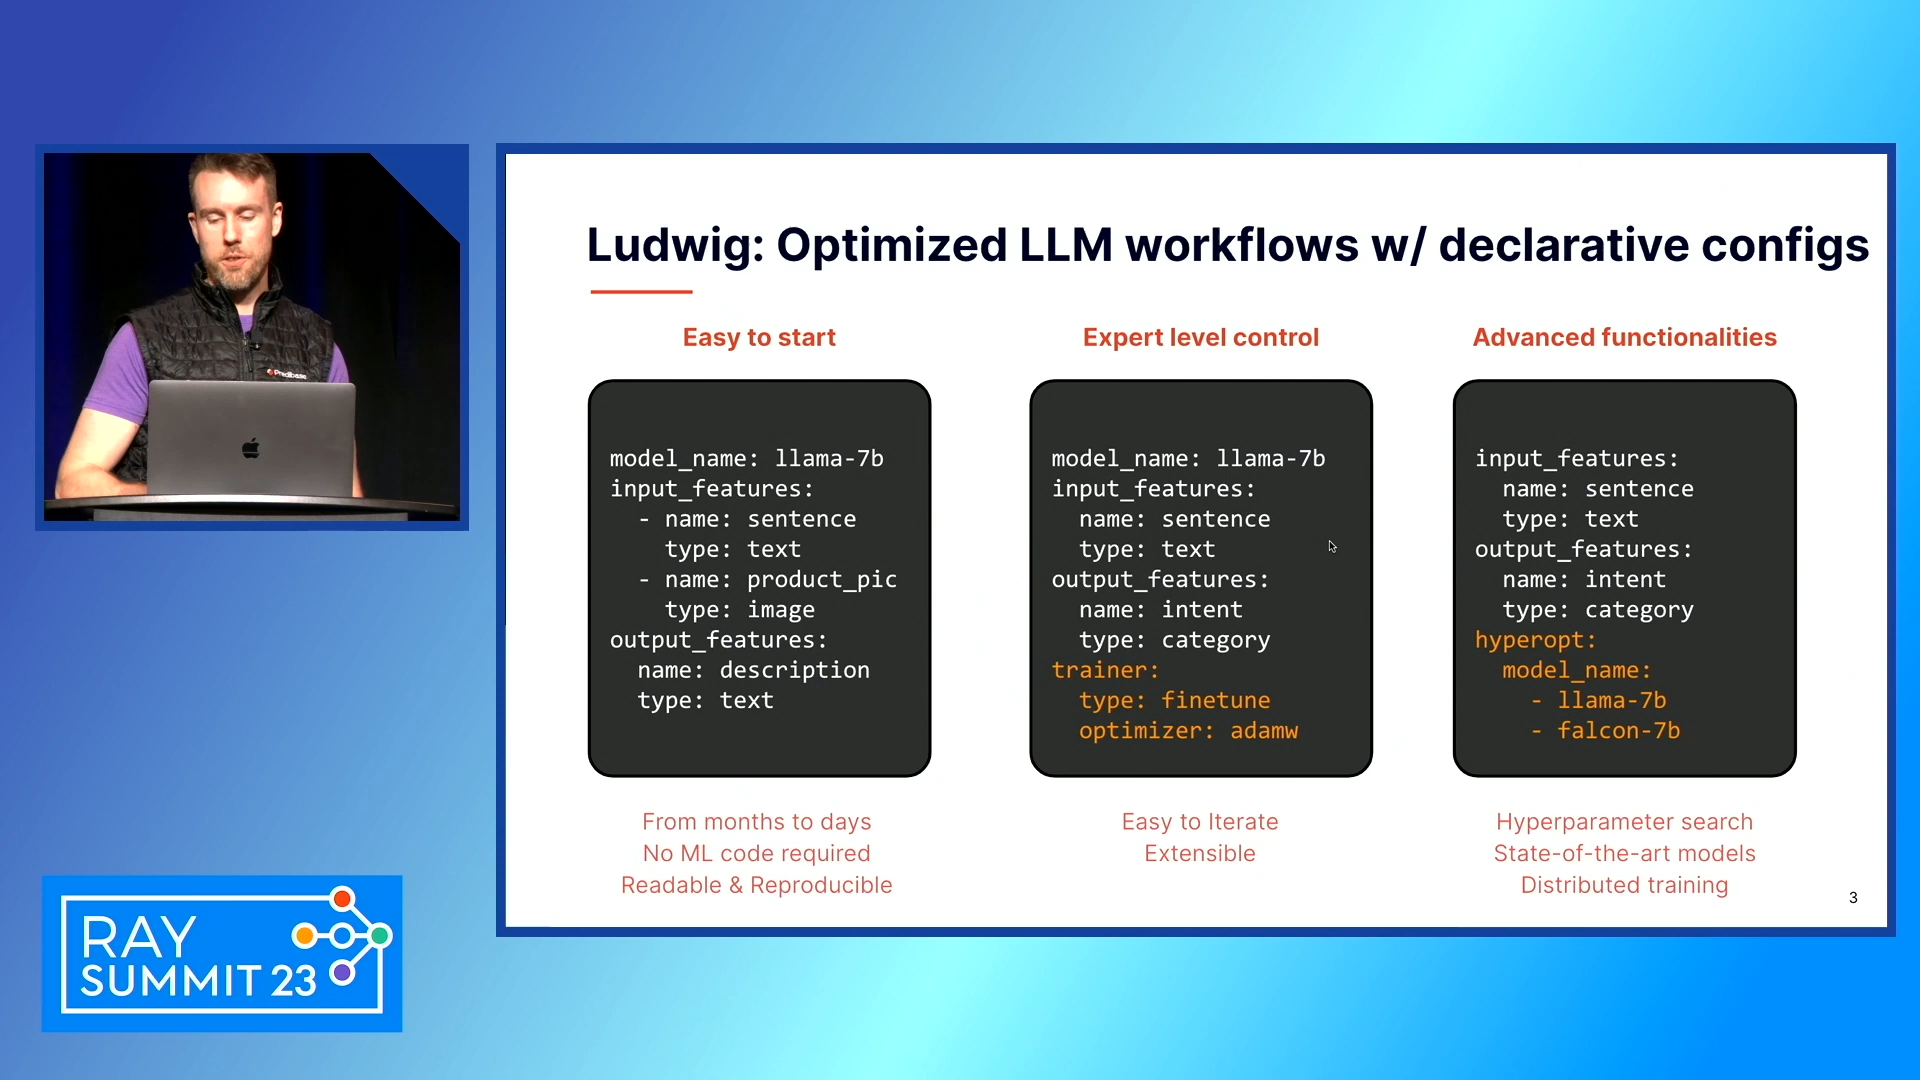 Predibase
Ludwig: Optimized LLM workflows w/ declarative configs
Easy to start
model_name: llama-7b
input_features:
  - name: sentence
    type: text
  - name: product_pic
    type: image
output_features:
  name: description
  type: text
From months to days
No ML code required
Readable & Reproducible
Expert level control
model_name: llama-7b
input_features:
  name: sentence
  type: text
output_features:
  name: intent
  type: category
trainer:
  type: finetune
  optimizer: adamw
Easy to Iterate
Extensible
Advanced functionalities
input_features:
  name: sentence
  type: text
output_features:
  name: intent
  type: category
hyperopt:
  model_name:
    - llama-7b
    - falcon-7b
Hyperparameter search
State-of-the-art models
Distributed training
3
RAY
SUMMIT 23